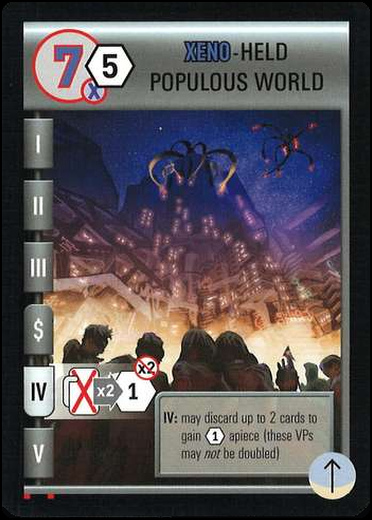 7
X
5
XENO-HELD
POPULOUS WORLD
I
II
III
$
IV
V
x2
1
x2
IV: may discard up to 2 cards to
gain 1 apiece (these VPs
may not be doubled)